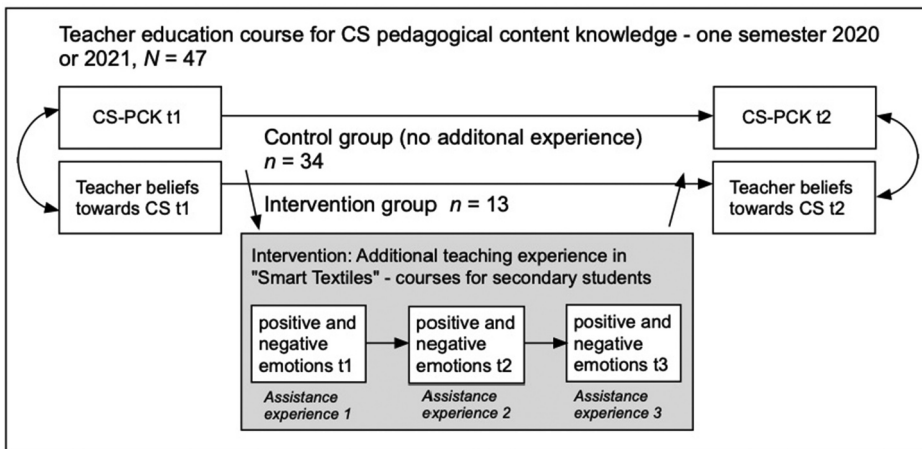 Teacher education course for CS pedagogical content knowledge - one semester 2020
or 2021, N = 47
CS-PCK t1
CS-PCK t2
Control group (no additonal experience)
n = 34
Teacher beliefs
towards CS t1
Teacher beliefs
towards CS t2
Intervention group n = 13
Intervention: Additional teaching experience in
"Smart Textiles" - courses for secondary students
positive and
negative
emotions t1
positive and
negative
emotions t2
positive and
negative
emotions t3
Assistance
experience 1
Assistance
experience 2
Assistance
experience 3